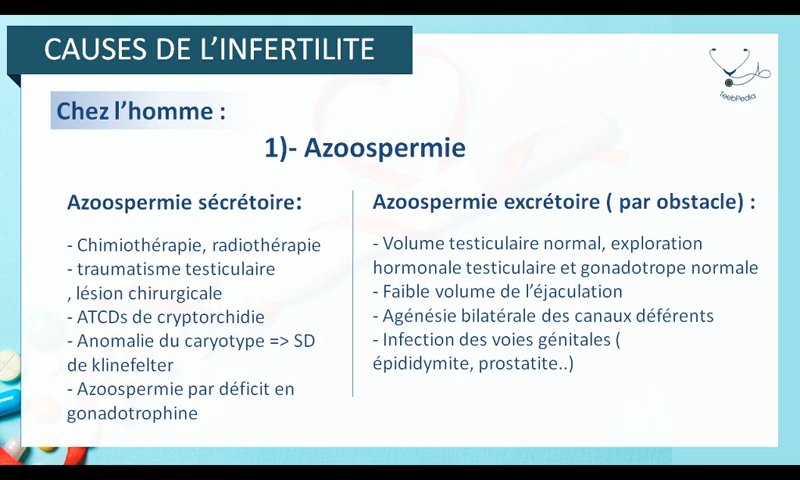 CAUSES DE L’INFERTILITE
TeebPedia
Chez l’homme :
1)- Azoospermie
Azoospermie sécrétoire:
- Chimiothérapie, radiothérapie
- traumatisme testiculaire
, lésion chirurgicale
- ATCDs de cryptorchidie
- Anomalie du caryotype => SD
de klinefelter
- Azoospermie par déficit en
gonadotrophine
Azoospermie excrétoire ( par obstacle) :
- Volume testiculaire normal, exploration
hormonale testiculaire et gonadotrope normale
- Faible volume de l’éjaculation
- Agénésie bilatérale des canaux déférents
- Infection des voies génitales (
épididymite, prostatite..)